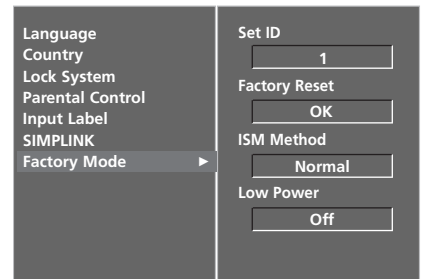 Language
Country
Lock System
Parental Control
Input Label
SIMPLINK
Factory Mode ►
Set ID
1
Factory Reset
OK
ISM Method
Normal
Low Power
Off